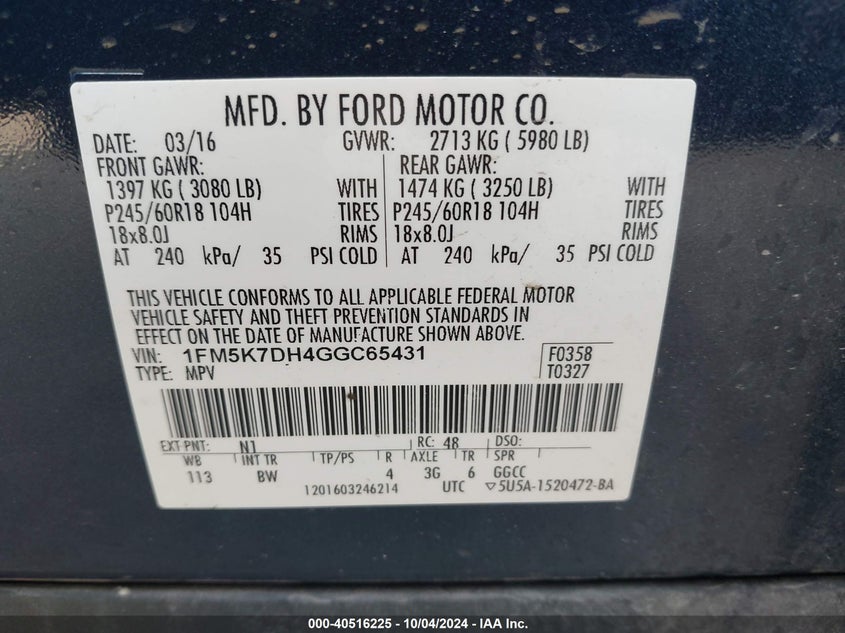 MFD. BY FORD MOTOR CO.
DATE: 03/16 GVWR: 2713 KG ( 5980 LB)
FRONT GAWR: REAR GAWR:
1397 KG ( 3080 LB) WITH 1474 KG ( 3250 LB) WITH
P245/60R18 104H TIRES P245/60R18 104H TIRES
18x8.0J RIMS 18x8.0J RIMS
AT 240 kPa/ 35 PSI COLD AT 240 kPa/ 35 PSI COLD
THIS VEHICLE CONFORMS TO ALL APPLICABLE FEDERAL MOTOR
VEHICLE SAFETY AND THEFT PREVENTION STANDARDS IN
EFFECT ON THE DATE OF MANUFACTURE SHOWN ABOVE.
VIN: 1FM5K7DH4GGC65431 F0358
TYPE: MPV T0327
EXT PNT: N1 RC: 48 DSO:
WB INT TR TP/PS R AXLE TR SPR
113 BW 4 3G 6 GGCC
1201603246214 UTC ▽5U5A-1520472-BA
000-40516225 - 10/04/2024 - IAA Inc.